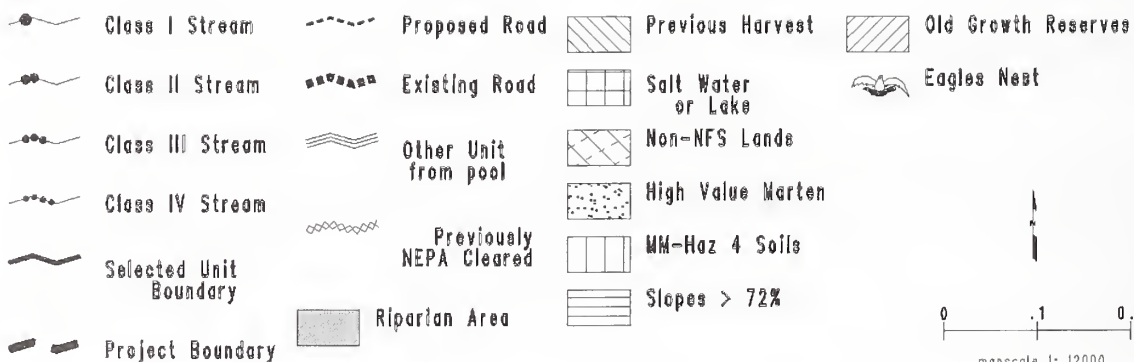 Class I Stream
Class II Stream
Class III Stream
Class IV Stream
Selected Unit
Boundary
Project Boundary
Proposed Road
Existing Road
Other Unit
from pool
Previously
NEPA Cleared
Riparian Area
Previous Harvest
Salt Water
or Lake
Non-NFS Lands
High Value Marten
MM-Haz 4 Soils
Slopes > 72%
Old Growth Reserves
Eagles Nest
N
0 .1 0.
mapscale 1: 12000